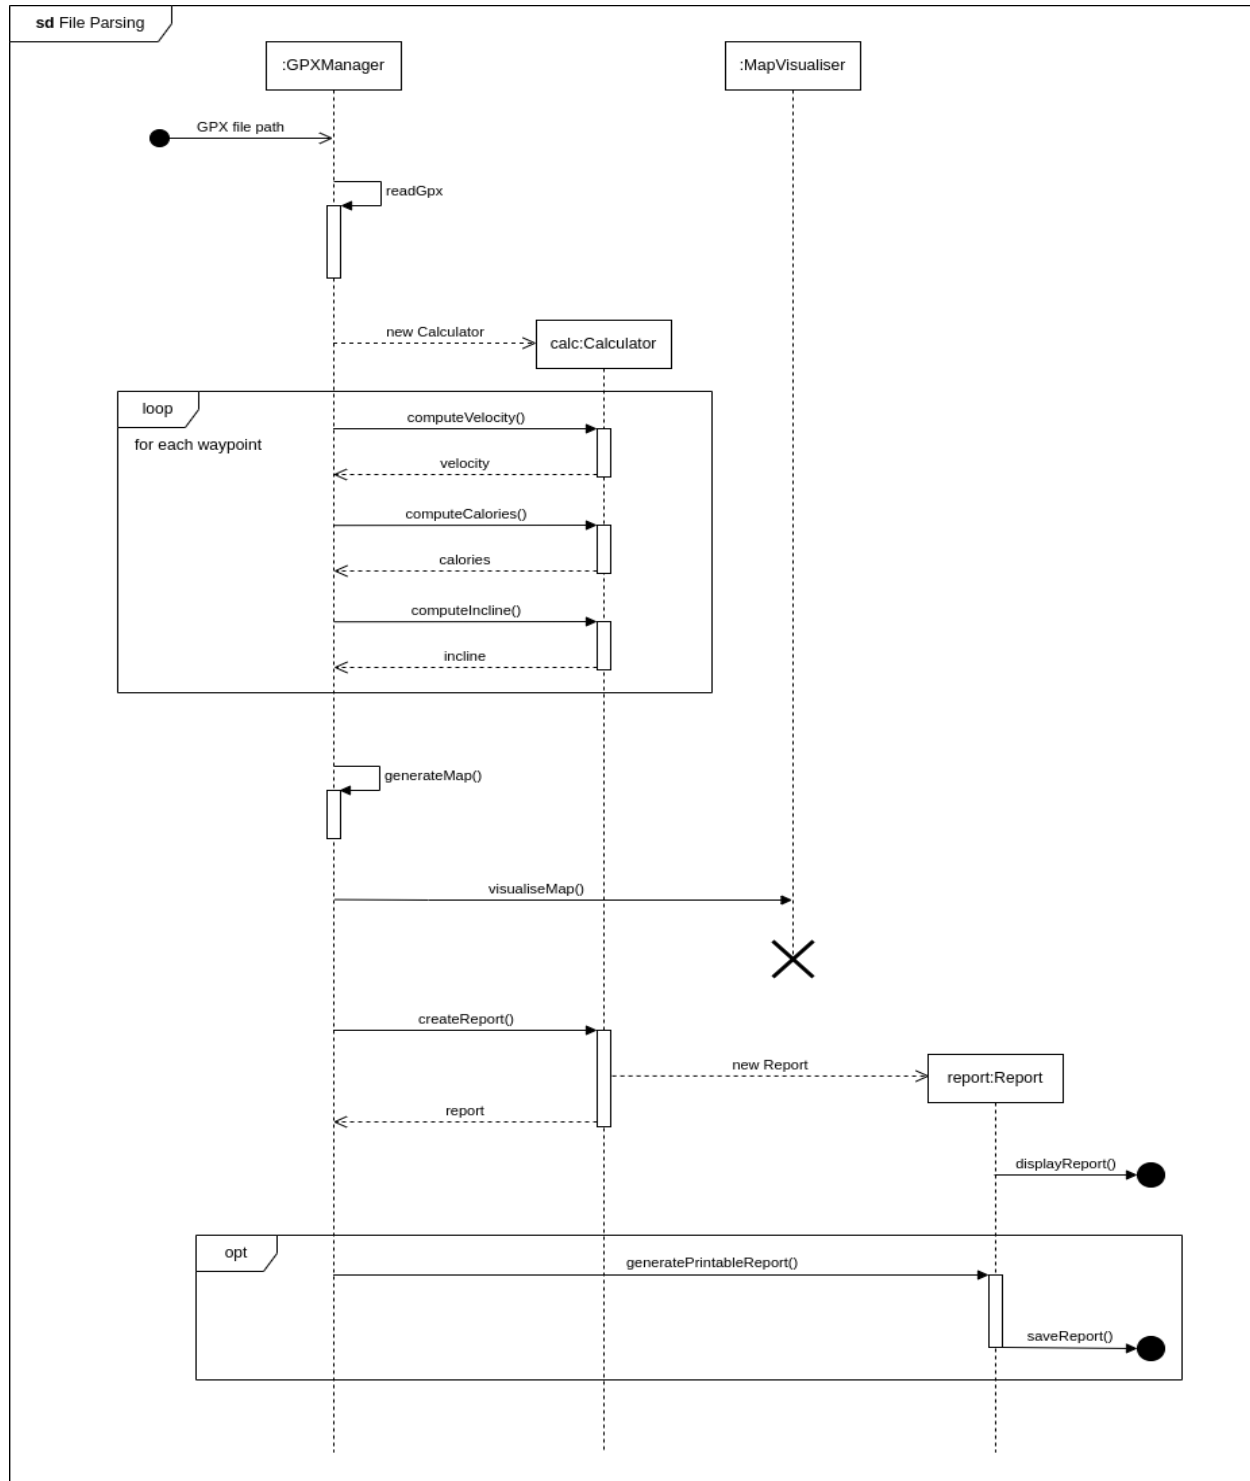 sd File Parsing
:GPXManager
:MapVisualiser
GPX file path
readGpx
new Calculator
calc:Calculator
loop
for each waypoint
computeVelocity()
velocity
computeCalories()
calories
computeIncline()
incline
generateMap()
visualiseMap()
createReport()
new Report
report:Report
report
displayReport()
opt
generatePrintableReport()
saveReport()